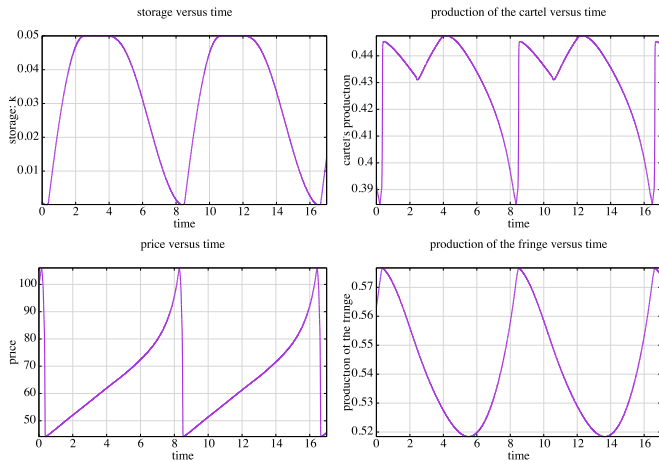 storage versus time
0.05
0.04
0.03
0.02
0.01
storage: κ
0 2 4 6 8 10 12 14 16
time
production of the cartel versus time
0.44
0.43
0.42
0.41
0.4
0.39
cartel's production
0 2 4 6 8 10 12 14 16
time
price versus time
100
90
80
70
60
50
price
0 2 4 6 8 10 12 14 16
time
production of the fringe versus time
0.57
0.56
0.55
0.54
0.53
0.52
production of the fringe
0 2 4 6 8 10 12 14 16
time